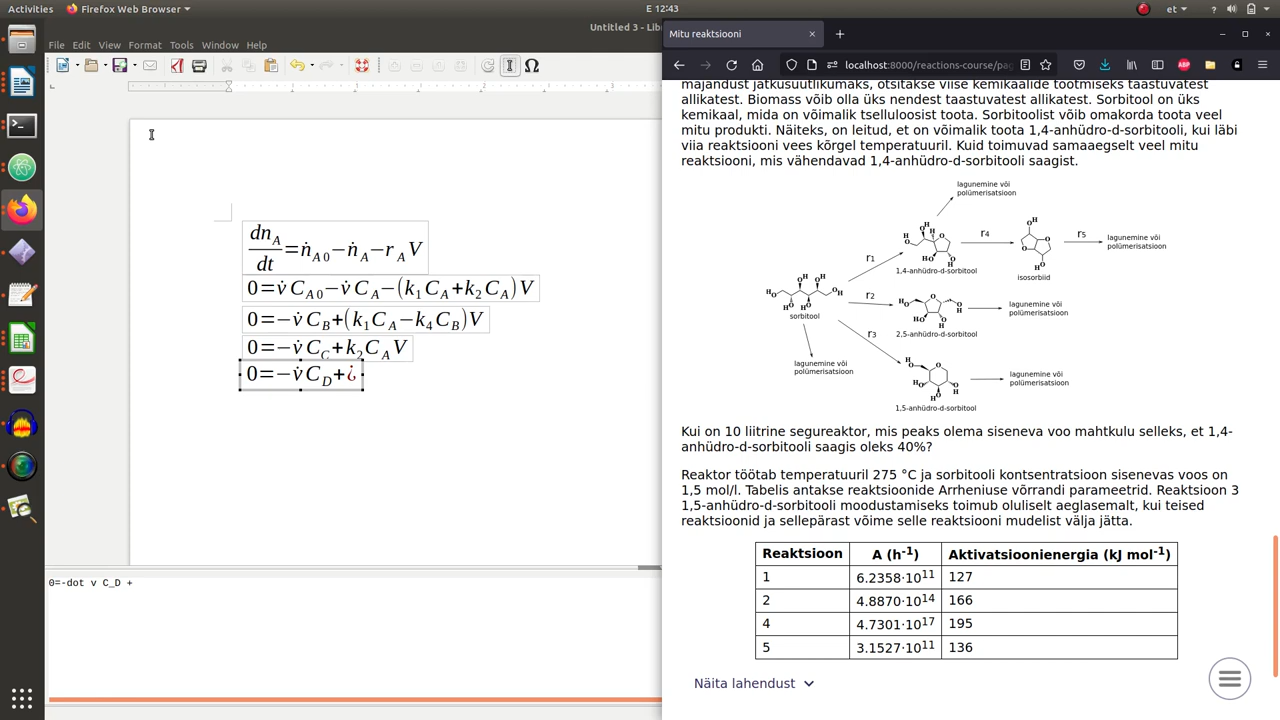 Activities Firefox Web Browser E 12:43 et ?
Untitled 3 - Lib
File Edit View Format Tools Window Help
dn_A/dt = ṅ_A0 − ṅ_A − r_A V
0 = v̇ C_A0 − v̇ C_A − (k_1 C_A + k_2 C_A) V
0 = − v̇ C_B + (k_1 C_A − k_4 C_B) V
0 = − v̇ C_C + k_2 C_A V
0 = − v̇ C_D + ¿
0=-dot v C_D +
Mitu reaktsiooni
localhost:8000/reactions-course/pag
majandust jätkusuutlikumaks, otsitakse viise kemikaalide tootmiseks taastuvatest
allikatest. Biomass võib olla üks nendest taastuvatest allikatest. Sorbitool on üks
kemikaal, mida on võimalik tselluloosist toota. Sorbitoolist võib omakorda toota veel
mitu produkti. Näiteks, on leitud, et on võimalik toota 1,4-anhüdro-d-sorbitooli, kui läbi
viia reaktsiooni vees kõrgel temperatuuril. Kuid toimuvad samaaegselt veel mitu
reaktsiooni, mis vähendavad 1,4-anhüdro-d-sorbitooli saagist.
lagunemine või
polümerisatsioon
r1
1,4-anhüdro-d-sorbitool
r4
isosorbiid
r5
lagunemine või
polümerisatsioon
sorbitool
r2
2,5-anhüdro-d-sorbitool
lagunemine või
polümerisatsioon
r3
lagunemine või
polümerisatsioon
1,5-anhüdro-d-sorbitool
lagunemine või
polümerisatsioon
Kui on 10 liitrine segureaktor, mis peaks olema siseneva voo mahtkulu selleks, et 1,4-
anhüdro-d-sorbitooli saagis oleks 40%?
Reaktor töötab temperatuuril 275 °C ja sorbitooli kontsentratsioon sisenevas voos on
1,5 mol/l. Tabelis antakse reaktsioonide Arrheniuse võrrandi parameetrid. Reaktsioon 3
1,5-anhüdro-d-sorbitooli moodustamiseks toimub oluliselt aeglasemalt, kui teised
reaktsioonid ja sellepärast võime selle reaktsiooni mudelist välja jätta.
Reaktsioon A (h⁻¹) Aktivatsioonienergia (kJ mol⁻¹)
1 6.2358·10¹¹ 127
2 4.8870·10¹⁴ 166
4 4.7301·10¹⁷ 195
5 3.1527·10¹¹ 136
Näita lahendust